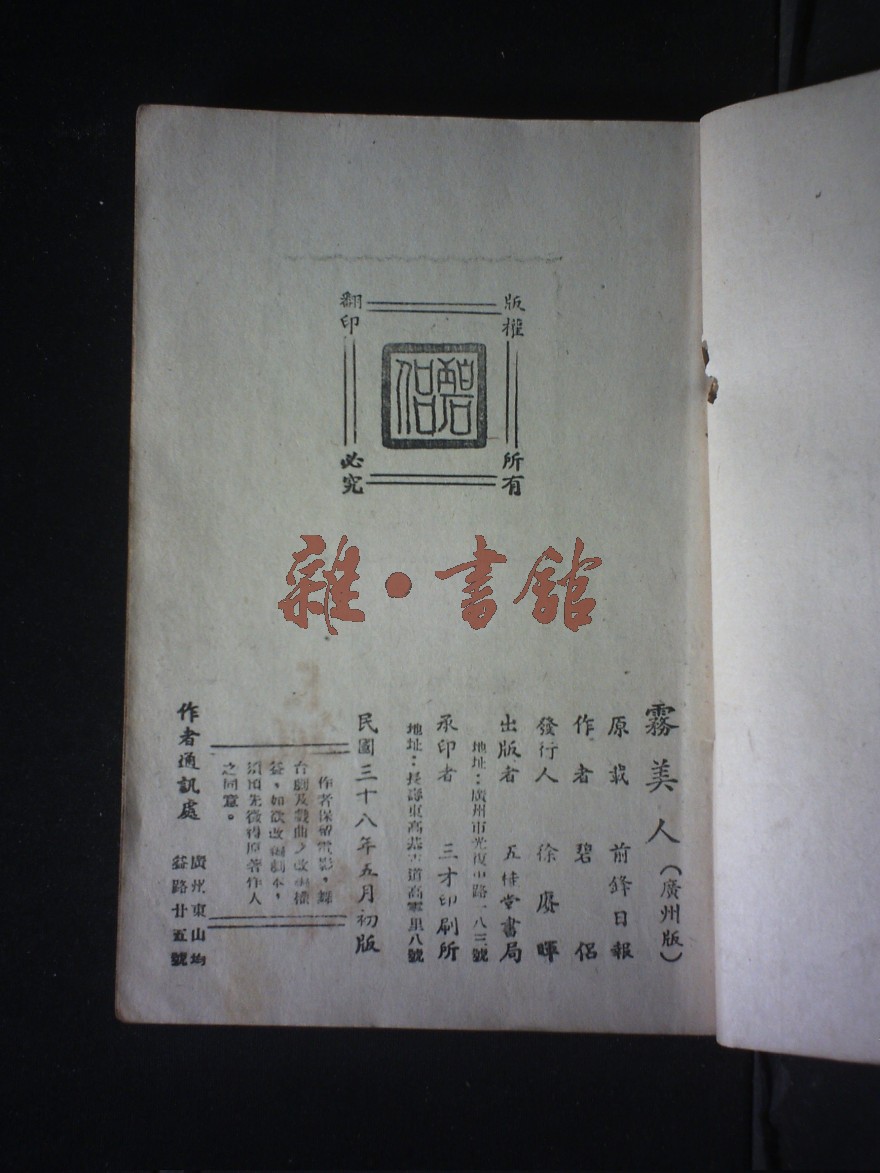 版權
所有
翻印
必究
碧侶
雜·書館
霧美人（廣州版）
原載 前鋒日報
作者 碧侶
發行人 徐賡暉
出版者 五桂堂書局
地址：廣州市光復中路一八三號
承印者 三才印刷所
地址：長壽東高基古道高雲里八號
民國三十八年五月初版
作者保留電影，舞
台劇及戲曲之改編權
益，如欲改編劇本，
須預先徵得原著作人
之同意。
作者通訊處
廣州東山均
益路廿五號